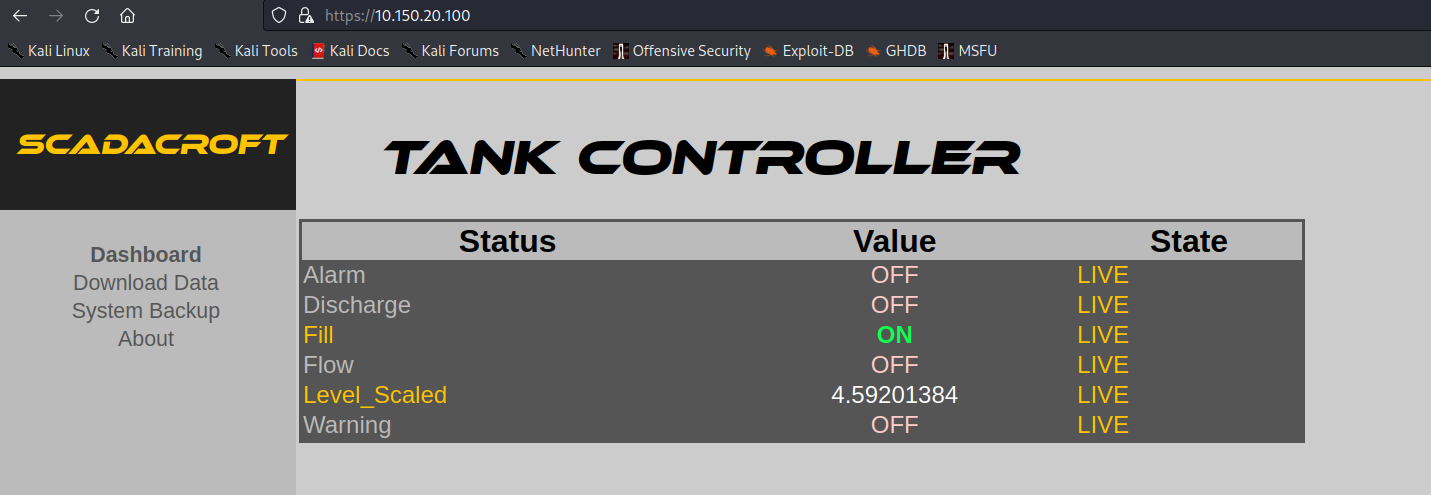 https://10.150.20.100
Kali Linux Kali Training Kali Tools Kali Docs Kali Forums NetHunter Offensive Security Exploit-DB GHDB MSFU
SCADACROFT
TANK CONTROLLER
Dashboard
Download Data
System Backup
About
Status Value State
Alarm OFF LIVE
Discharge OFF LIVE
Fill ON LIVE
Flow OFF LIVE
Level_Scaled 4.59201384 LIVE
Warning OFF LIVE